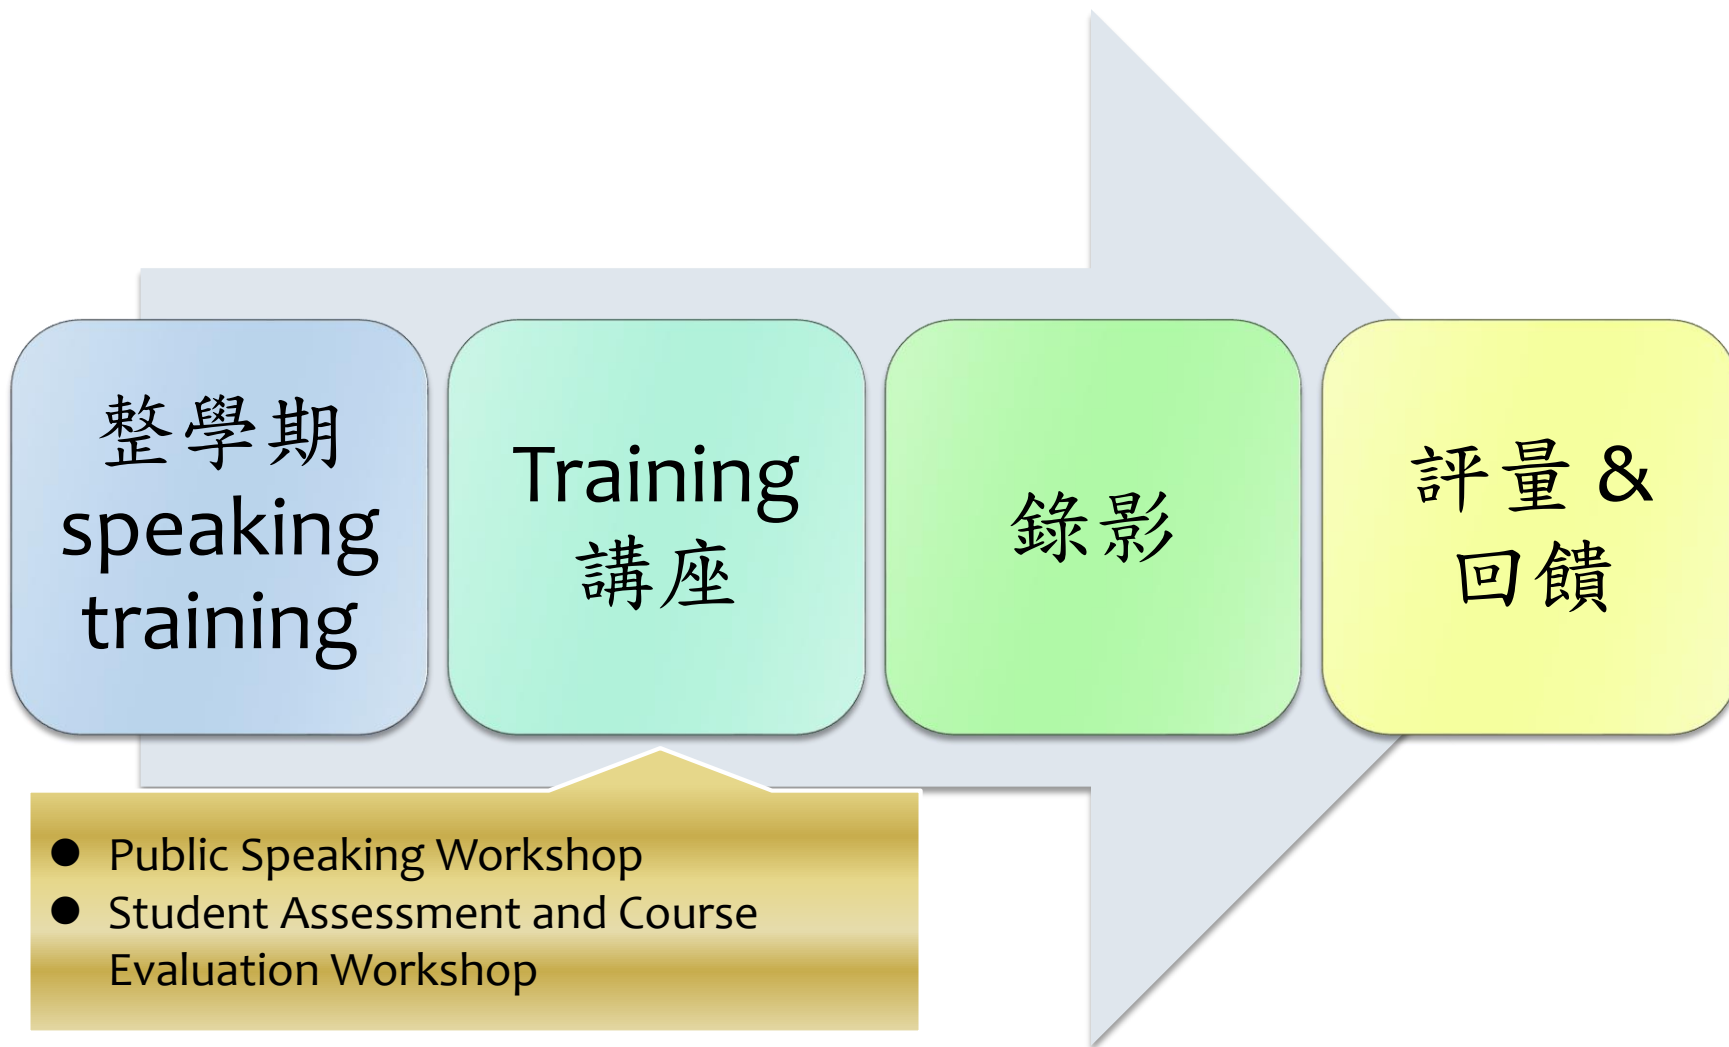 整學期
speaking
training
Training
講座
錄影
評量 &
回饋
● Public Speaking Workshop
● Student Assessment and Course
Evaluation Workshop